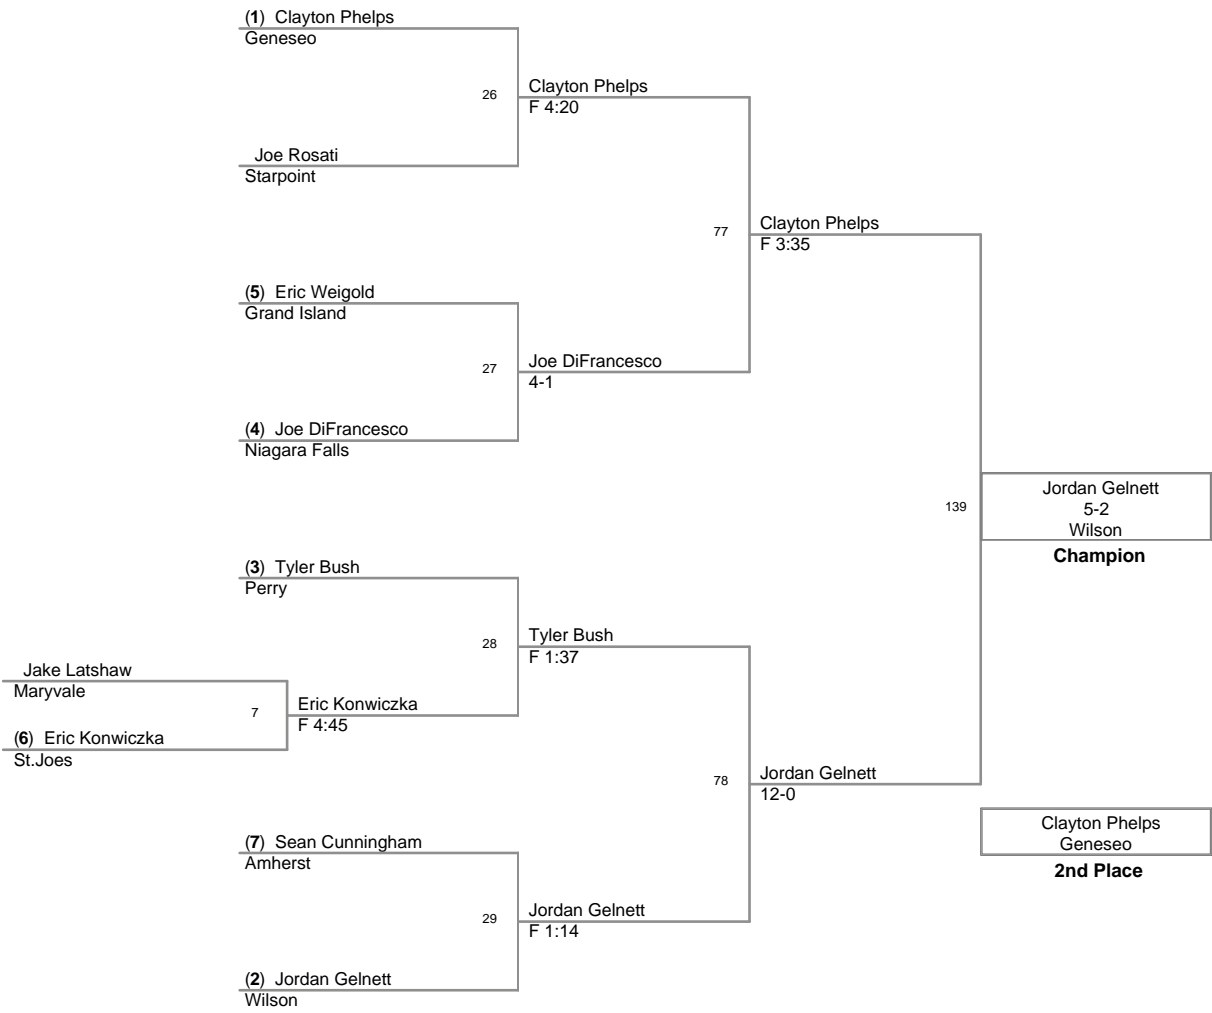 (1) Clayton Phelps
Geneseo
26
Clayton Phelps
F 4:20
Joe Rosati
Starpoint
77
Clayton Phelps
F 3:35
(5) Eric Weigold
Grand Island
27
Joe DiFrancesco
4-1
(4) Joe DiFrancesco
Niagara Falls
139
Jordan Gelnett
5-2
Wilson
Champion
(3) Tyler Bush
Perry
28
Tyler Bush
F 1:37
Jake Latshaw
Maryvale
7
Eric Konwiczka
F 4:45
(6) Eric Konwiczka
St.Joes
78
Jordan Gelnett
12-0
(7) Sean Cunningham
Amherst
29
Jordan Gelnett
F 1:14
(2) Jordan Gelnett
Wilson
Clayton Phelps
Geneseo
2nd Place